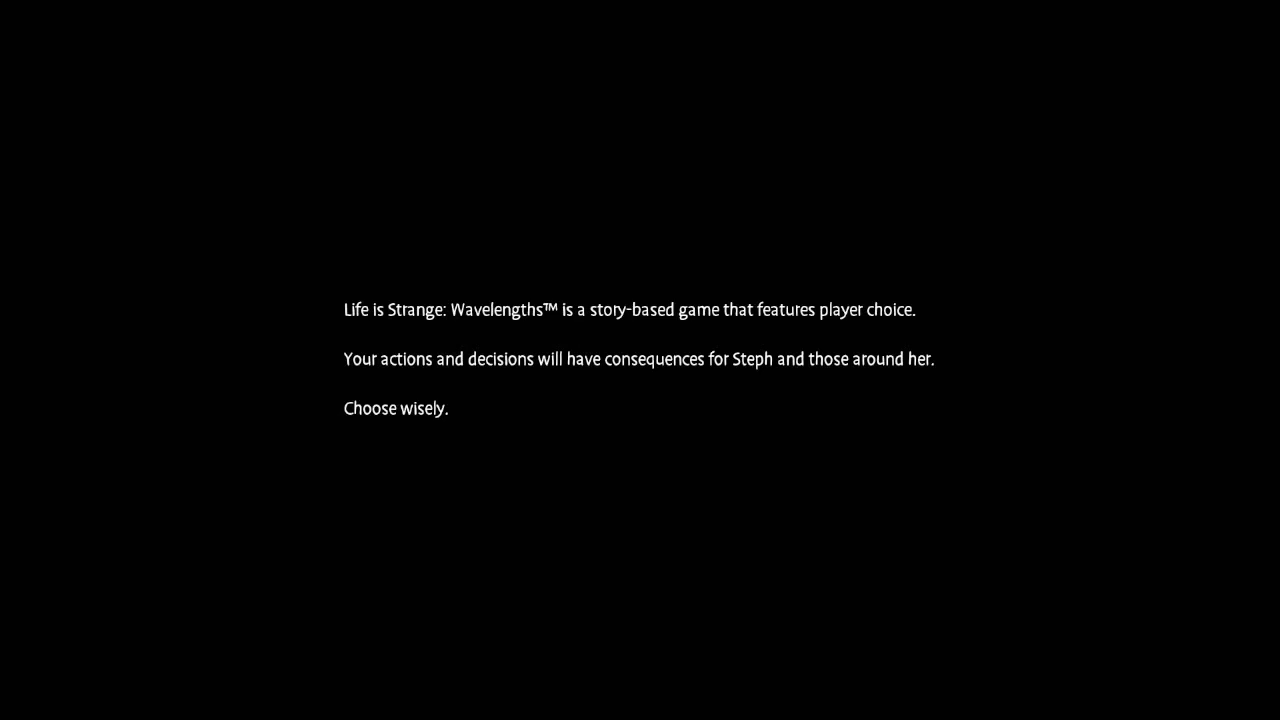 Life is Strange: Wavelengths™ is a story-based game that features player choice.
Your actions and decisions will have consequences for Steph and those around her.
Choose wisely.